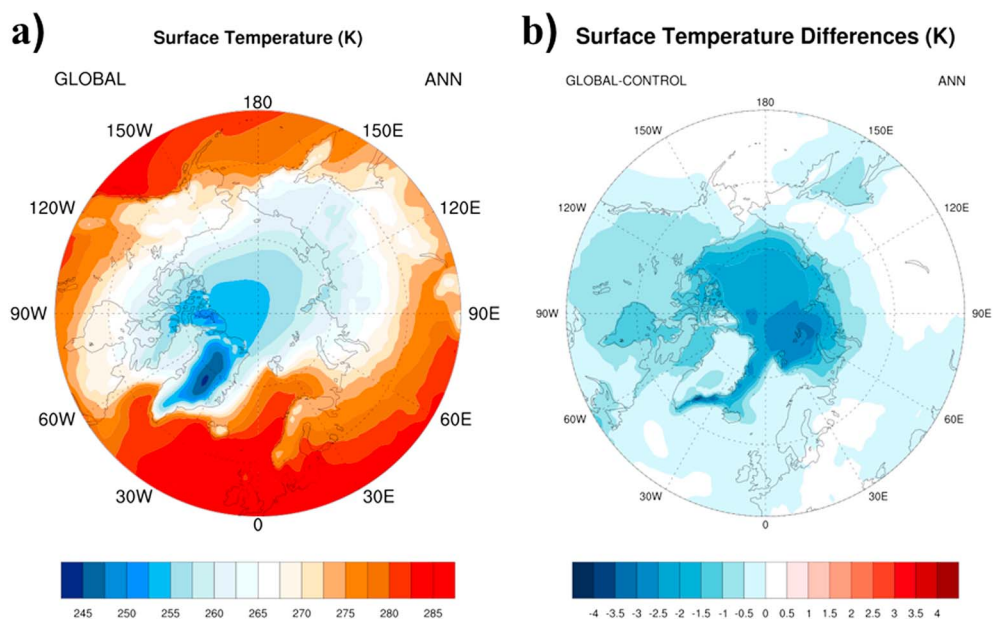 a)
Surface Temperature (K)
GLOBAL ANN
180
150W 150E
120W 120E
90W 90E
60W 60E
30W 30E
0
245 250 255 260 265 270 275 280 285
b)
Surface Temperature Differences (K)
GLOBAL-CONTROL ANN
180
150W 150E
120W 120E
90W 90E
60W 60E
30W 30E
0
-4 -3.5 -3 -2.5 -2 -1.5 -1 -0.5 0 0.5 1 1.5 2 2.5 3 3.5 4